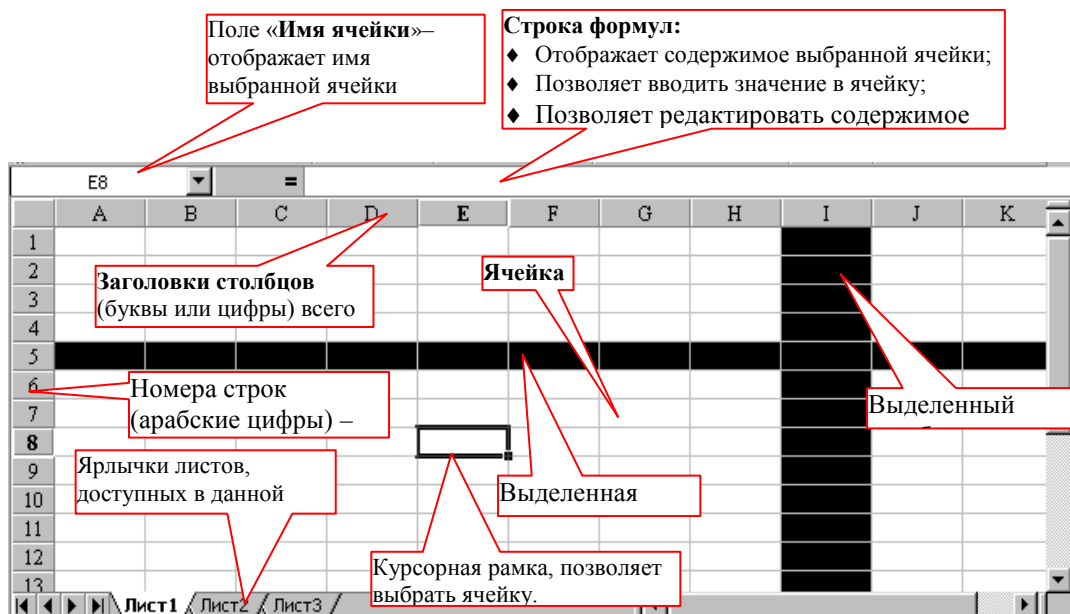 Поле «Имя ячейки»–
отображает имя
выбранной ячейки
Строка формул:
♦ Отображает содержимое выбранной ячейки;
♦ Позволяет вводить значение в ячейку;
♦ Позволяет редактировать содержимое
E8 =
A B C D E F G H I J K
1
2
3
4
5
6
7
8
9
10
11
12
13
Заголовки столбцов
(буквы или цифры) всего
Ячейка
Номера строк
(арабские цифры) –
Выделенный
Ярлычки листов,
доступных в данной
Выделенная
Курсорная рамка, позволяет
выбрать ячейку.
Лист1 Лист2 Лист3